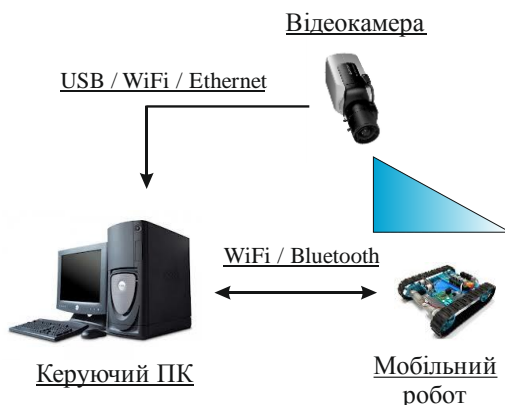 Відеокамера
USB / WiFi / Ethernet
WiFi / Bluetooth
Керуючий ПК
Мобільний
робот